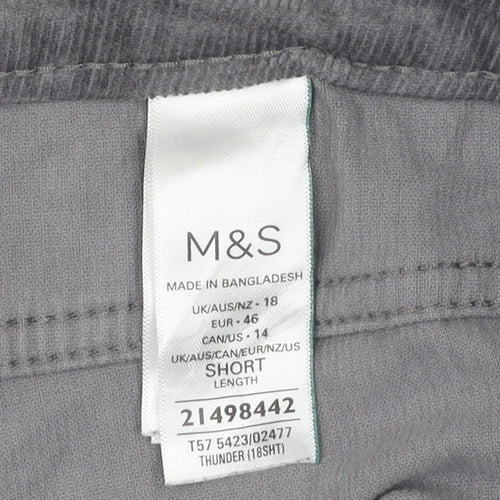 M&S
MADE IN BANGLADESH
UK/AUS/NZ - 18
EUR - 46
CAN/US - 14
UK/AUS/CAN/EUR/NZ/US
SHORT
LENGTH
21498442
T57 5423/02477
THUNDER (18SHT)